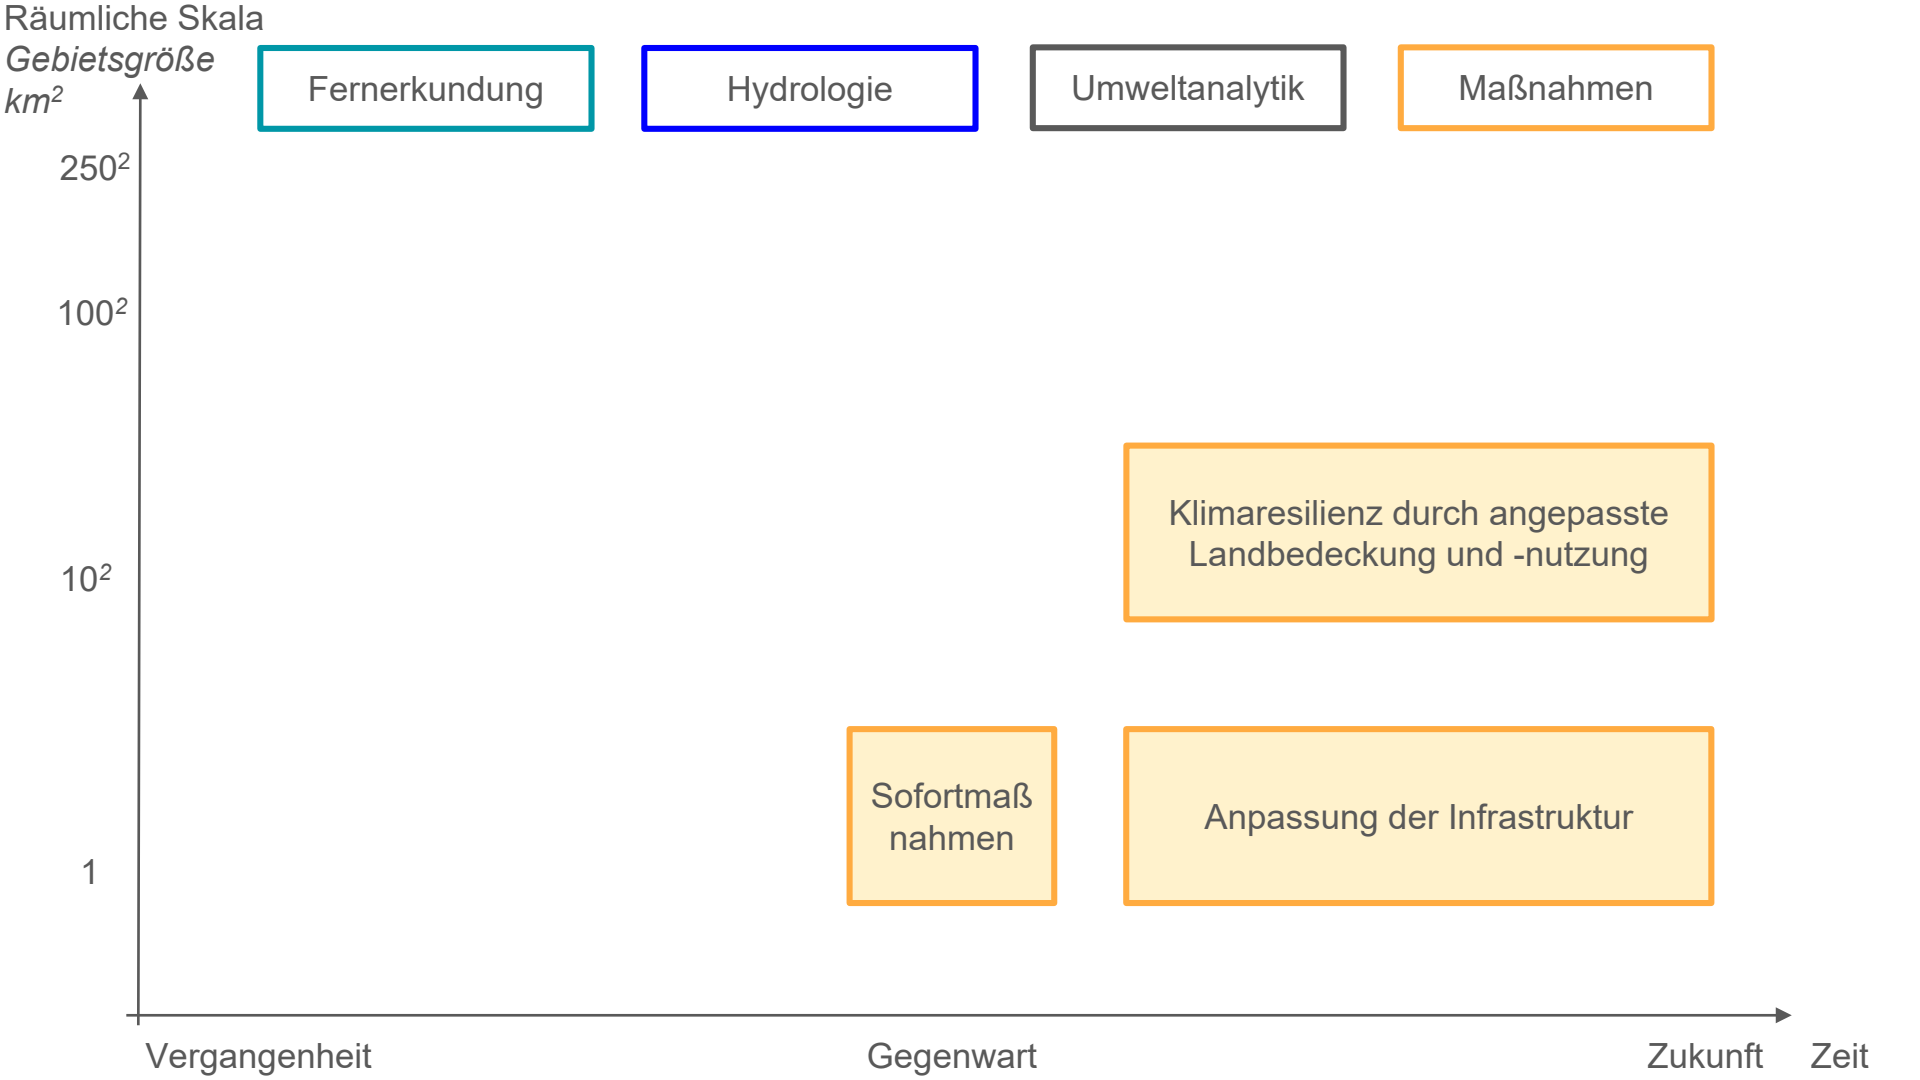 Räumliche Skala
Gebietsgröße
km²
Fernerkundung
Hydrologie
Umweltanalytik
Maßnahmen
250²
100²
10²
1
Klimaresilienz durch angepasste
Landbedeckung und -nutzung
Sofortmaß
nahmen
Anpassung der Infrastruktur
Vergangenheit
Gegenwart
Zukunft
Zeit